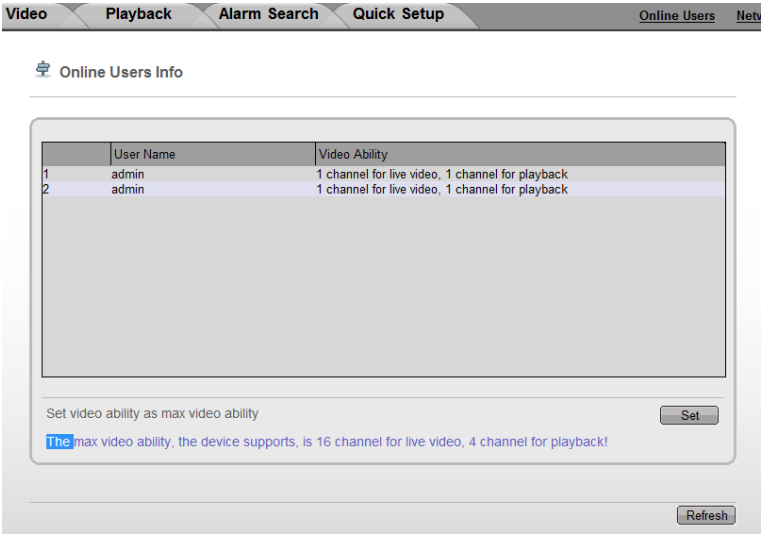 Video Playback Alarm Search Quick Setup Online Users Netw
Online Users Info
User Name Video Ability
1 admin 1 channel for live video, 1 channel for playback
2 admin 1 channel for live video, 1 channel for playback
Set video ability as max video ability Set
The max video ability, the device supports, is 16 channel for live video, 4 channel for playback!
Refresh